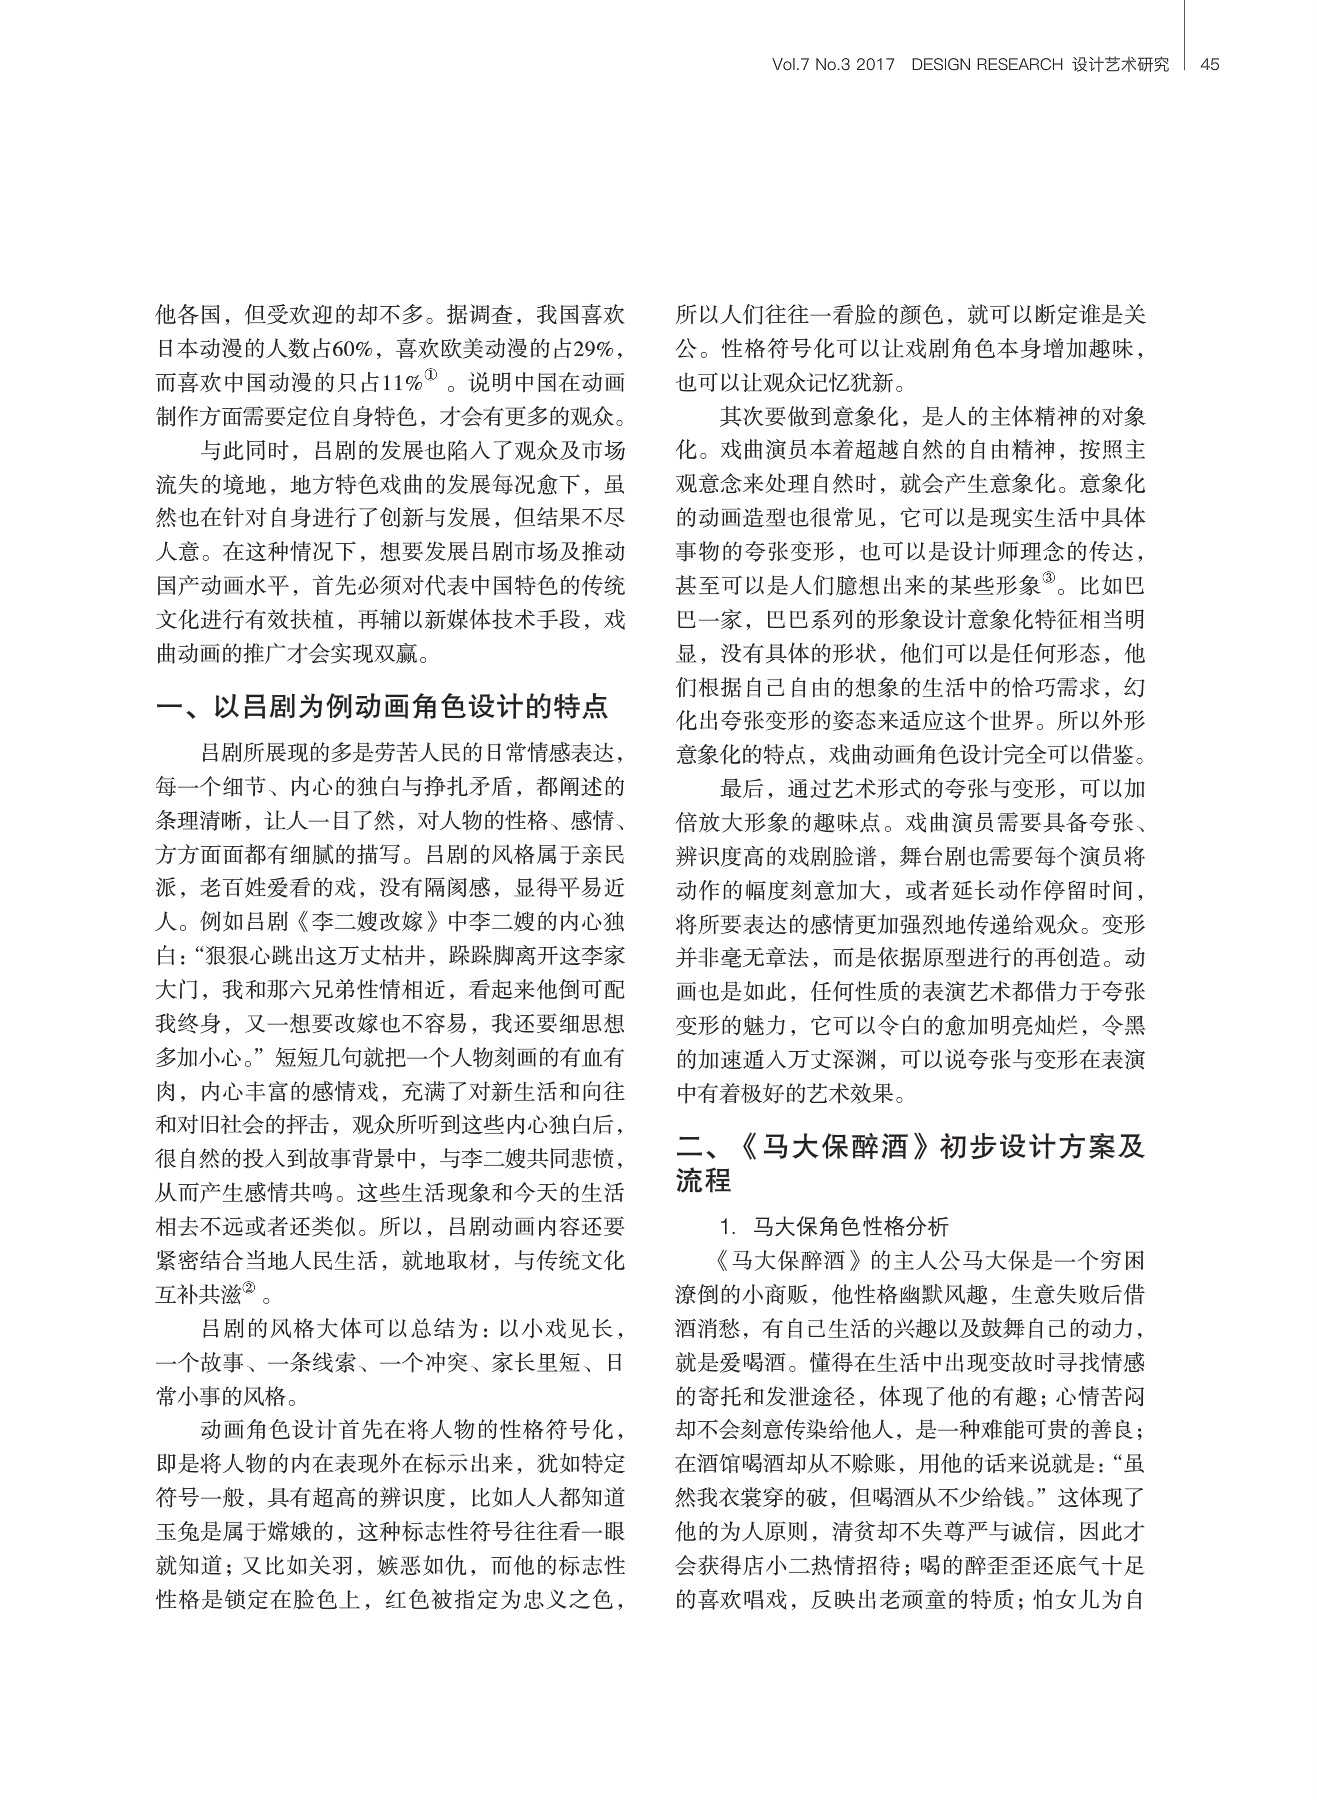 Vol.7 No.3 2017 DESIGN RESEARCH 设计艺术研究 45
他各国，但受欢迎的却不多。据调查，我国喜欢
日本动漫的人数占60%，喜欢欧美动漫的占29%，
而喜欢中国动漫的只占11%① 。说明中国在动画
制作方面需要定位自身特色，才会有更多的观众。
与此同时，吕剧的发展也陷入了观众及市场
流失的境地，地方特色戏曲的发展每况愈下，虽
然也在针对自身进行了创新与发展，但结果不尽
人意。在这种情况下，想要发展吕剧市场及推动
国产动画水平，首先必须对代表中国特色的传统
文化进行有效扶植，再辅以新媒体技术手段，戏
曲动画的推广才会实现双赢。
一、以吕剧为例动画角色设计的特点
吕剧所展现的多是劳苦人民的日常情感表达，
每一个细节、内心的独白与挣扎矛盾，都阐述的
条理清晰，让人一目了然，对人物的性格、感情、
方方面面都有细腻的描写。吕剧的风格属于亲民
派，老百姓爱看的戏，没有隔阂感，显得平易近
人。例如吕剧《李二嫂改嫁》中李二嫂的内心独
白：“狠狠心跳出这万丈枯井，跺跺脚离开这李家
大门，我和那六兄弟性情相近，看起来他倒可配
我终身，又一想要改嫁也不容易，我还要细思想
多加小心。”短短几句就把一个人物刻画的有血有
肉，内心丰富的感情戏，充满了对新生活和向往
和对旧社会的抨击，观众所听到这些内心独白后，
很自然的投入到故事背景中，与李二嫂共同悲愤，
从而产生感情共鸣。这些生活现象和今天的生活
相去不远或者还类似。所以，吕剧动画内容还要
紧密结合当地人民生活，就地取材，与传统文化
互补共滋② 。
吕剧的风格大体可以总结为：以小戏见长，
一个故事、一条线索、一个冲突、家长里短、日
常小事的风格。
动画角色设计首先在将人物的性格符号化，
即是将人物的内在表现外在标示出来，犹如特定
符号一般，具有超高的辨识度，比如人人都知道
玉兔是属于嫦娥的，这种标志性符号往往看一眼
就知道；又比如关羽，嫉恶如仇，而他的标志性
性格是锁定在脸色上，红色被指定为忠义之色，
所以人们往往一看脸的颜色，就可以断定谁是关
公。性格符号化可以让戏剧角色本身增加趣味，
也可以让观众记忆犹新。
其次要做到意象化，是人的主体精神的对象
化。戏曲演员本着超越自然的自由精神，按照主
观意念来处理自然时，就会产生意象化。意象化
的动画造型也很常见，它可以是现实生活中具体
事物的夸张变形，也可以是设计师理念的传达，
甚至可以是人们臆想出来的某些形象③。比如巴
巴一家，巴巴系列的形象设计意象化特征相当明
显，没有具体的形状，他们可以是任何形态，他
们根据自己自由的想象的生活中的恰巧需求，幻
化出夸张变形的姿态来适应这个世界。所以外形
意象化的特点，戏曲动画角色设计完全可以借鉴。
最后，通过艺术形式的夸张与变形，可以加
倍放大形象的趣味点。戏曲演员需要具备夸张、
辨识度高的戏剧脸谱，舞台剧也需要每个演员将
动作的幅度刻意加大，或者延长动作停留时间，
将所要表达的感情更加强烈地传递给观众。变形
并非毫无章法，而是依据原型进行的再创造。动
画也是如此，任何性质的表演艺术都借力于夸张
变形的魅力，它可以令白的愈加明亮灿烂，令黑
的加速遁入万丈深渊，可以说夸张与变形在表演
中有着极好的艺术效果。
二、《马大保醉酒》初步设计方案及
流程
1. 马大保角色性格分析
《马大保醉酒》的主人公马大保是一个穷困
潦倒的小商贩，他性格幽默风趣，生意失败后借
酒消愁，有自己生活的兴趣以及鼓舞自己的动力，
就是爱喝酒。懂得在生活中出现变故时寻找情感
的寄托和发泄途径，体现了他的有趣；心情苦闷
却不会刻意传染给他人，是一种难能可贵的善良；
在酒馆喝酒却从不赊账，用他的话来说就是：“虽
然我衣裳穿的破，但喝酒从不少给钱。”这体现了
他的为人原则，清贫却不失尊严与诚信，因此才
会获得店小二热情招待；喝的醉歪歪还底气十足
的喜欢唱戏，反映出老顽童的特质；怕女儿为自